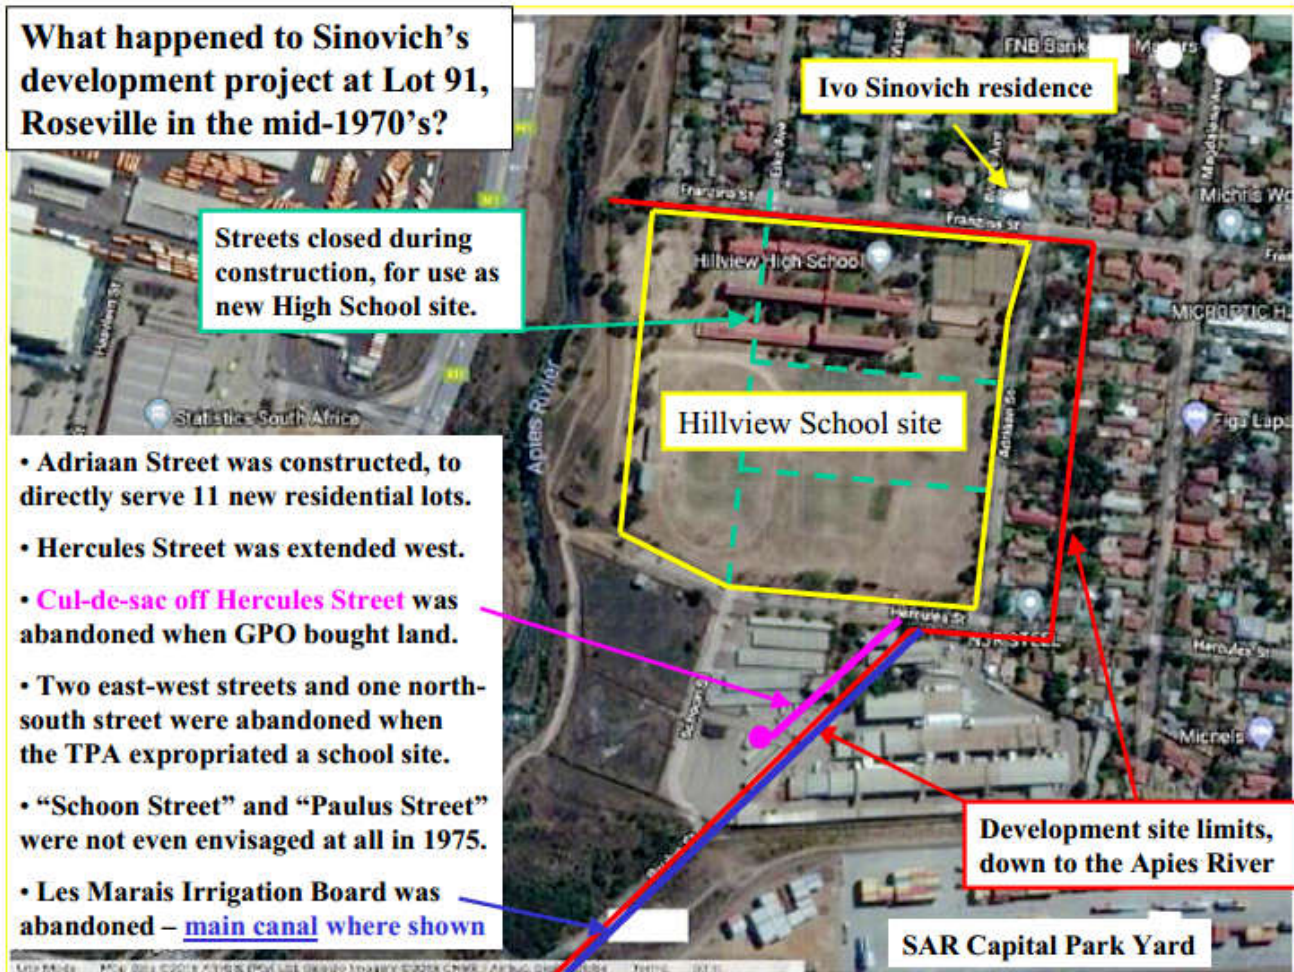 What happened to Sinovich's
development project at Lot 91,
Roseville in the mid-1970's?
FNB Bank
Ivo Sinovich residence
Franzina St
Franzina St
Streets closed during
construction, for use as
new High School site.
Hillview High School
Apies River
Statistics South Africa
Adriaan St
Hillview School site
• Adriaan Street was constructed, to
directly serve 11 new residential lots.
• Hercules Street was extended west.
• Cul-de-sac off Hercules Street was
abandoned when GPO bought land.
• Two east-west streets and one north-
south street were abandoned when
the TPA expropriated a school site.
• “Schoon Street” and “Paulus Street”
were not even envisaged at all in 1975.
• Les Marais Irrigation Board was
abandoned – main canal where shown
Hercules St
Hercules St
Michels
Development site limits,
down to the Apies River
SAR Capital Park Yard